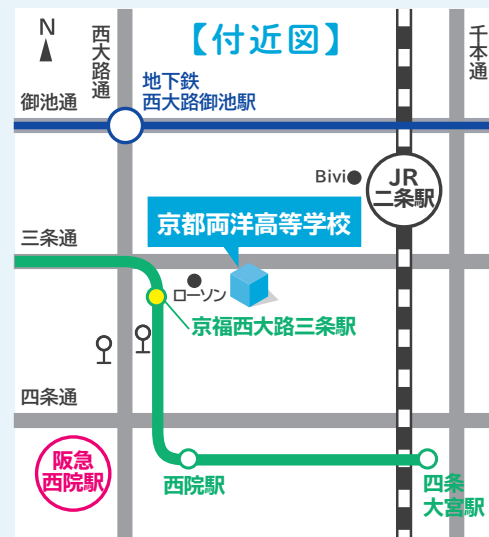 【付近図】
N
西大路通
千本通
地下鉄
西大路御池駅
御池通
Bivi
JR
二条駅
京都両洋高等学校
三条通
ローソン
京福西大路三条駅
四条通
阪急
西院駅
西院駅
四条
大宮駅